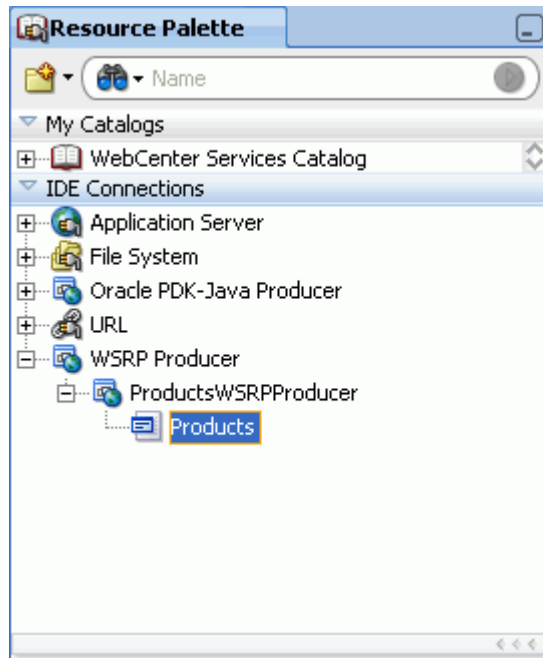 Resource Palette
Name
My Catalogs
WebCenter Services Catalog
IDE Connections
Application Server
File System
Oracle PDK-Java Producer
URL
WSRP Producer
ProductsWSRPProducer
Products